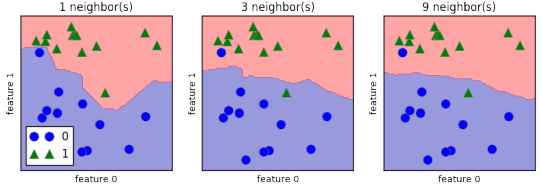 1 neighbor(s)
3 neighbor(s)
9 neighbor(s)
feature 1
feature 1
feature 1
0
1
feature 0
feature 0
feature 0